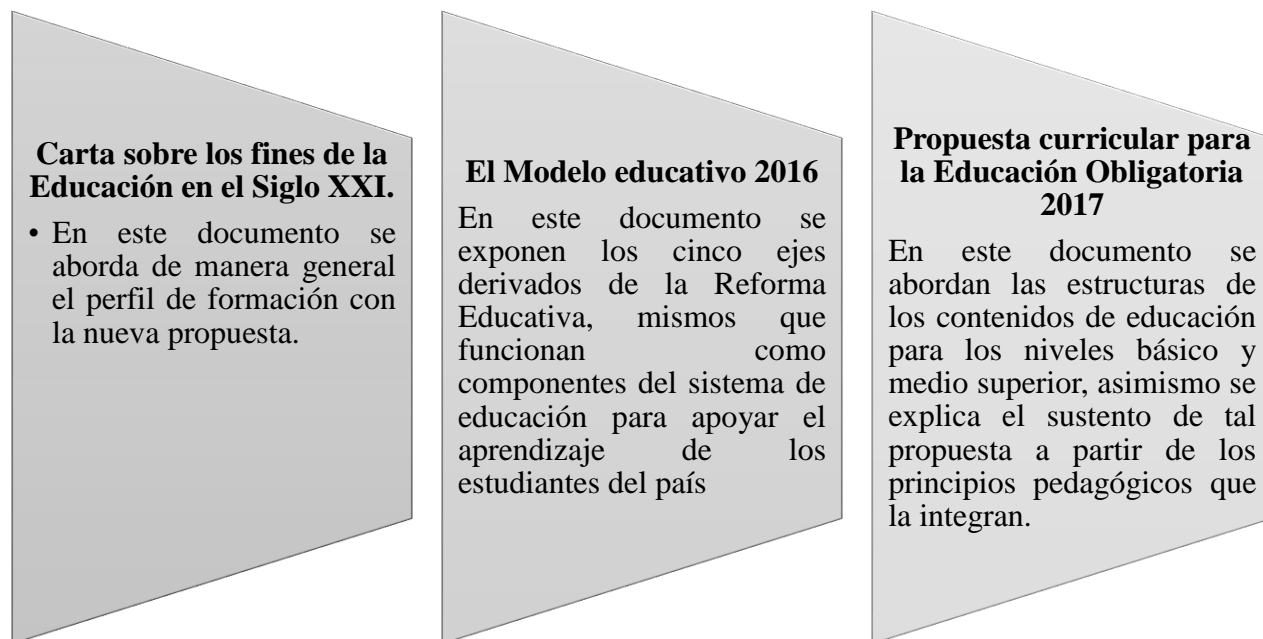 Carta sobre los fines de la
Educación en el Siglo XXI.
• En este documento se
aborda de manera general
el perfil de formación con
la nueva propuesta.
El Modelo educativo 2016
En este documento se
exponen los cinco ejes
derivados de la Reforma
Educativa, mismos que
funcionan como
componentes del sistema de
educación para apoyar el
aprendizaje de los
estudiantes del país
Propuesta curricular para
la Educación Obligatoria
2017
En este documento se
abordan las estructuras de
los contenidos de educación
para los niveles básico y
medio superior, asimismo se
explica el sustento de tal
propuesta a partir de los
principios pedagógicos que
la integran.